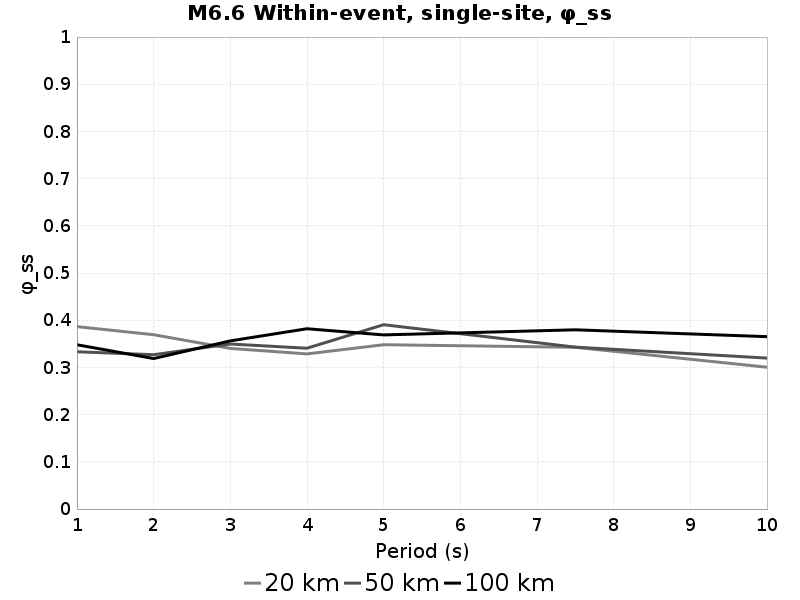 M6.6 Within-event, single-site, φ_ss
1
0.9
0.8
0.7
0.6
0.5
0.4
0.3
0.2
0.1
0
φ_ss
1 2 3 4 5 6 7 8 9 10
Period (s)
20 km 50 km 100 km